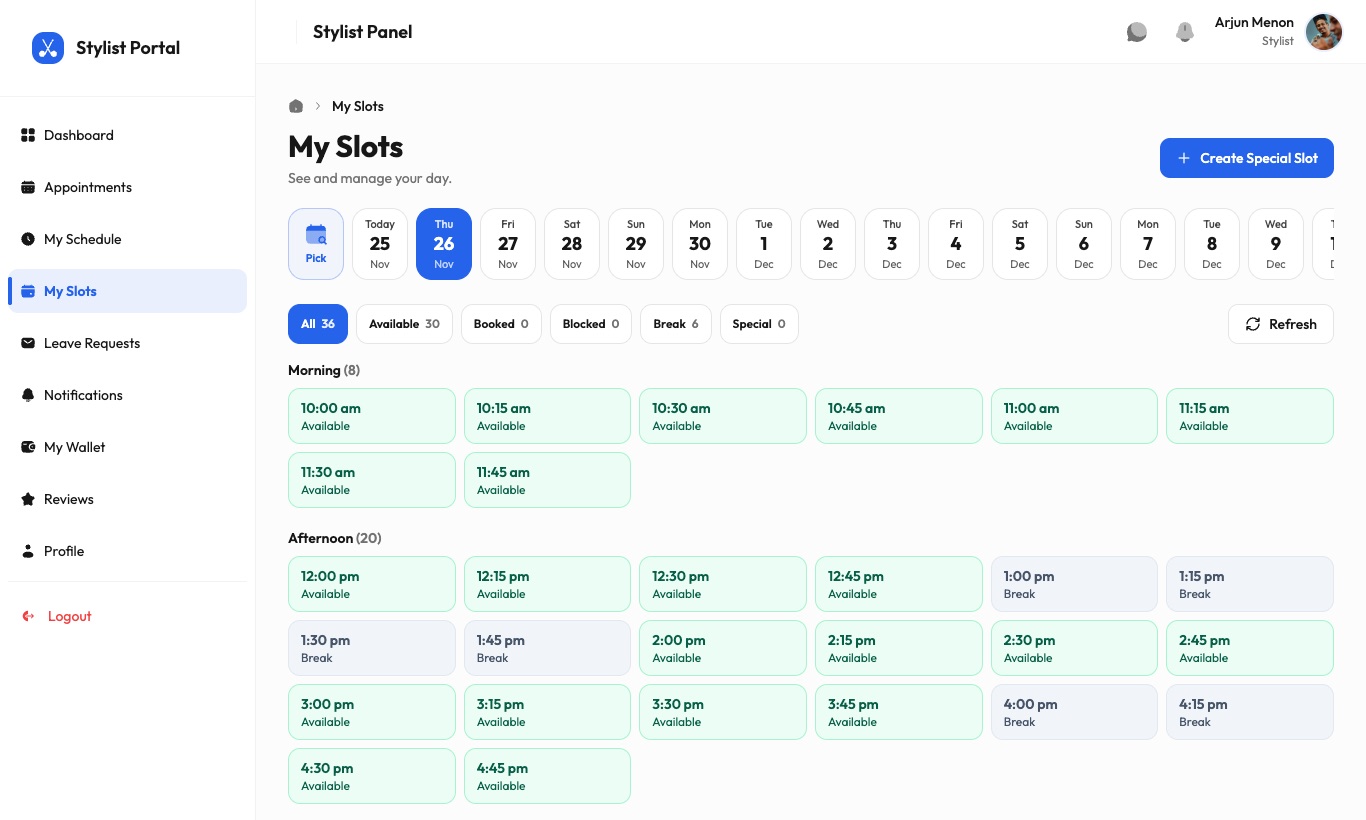 Stylist Portal
Dashboard
Appointments
My Schedule
My Slots
Leave Requests
Notifications
My Wallet
Reviews
Profile
Logout
Stylist Panel
Arjun Menon
Stylist
My Slots
My Slots
See and manage your day.
Create Special Slot
Pick
Today 25 Nov
Thu 26 Nov
Fri 27 Nov
Sat 28 Nov
Sun 29 Nov
Mon 30 Nov
Tue 1 Dec
Wed 2 Dec
Thu 3 Dec
Fri 4 Dec
Sat 5 Dec
Sun 6 Dec
Mon 7 Dec
Tue 8 Dec
Wed 9 Dec
All 36
Available 30
Booked 0
Blocked 0
Break 6
Special 0
Refresh
Morning (8)
10:00 am Available
10:15 am Available
10:30 am Available
10:45 am Available
11:00 am Available
11:15 am Available
11:30 am Available
11:45 am Available
Afternoon (20)
12:00 pm Available
12:15 pm Available
12:30 pm Available
12:45 pm Available
1:00 pm Break
1:15 pm Break
1:30 pm Break
1:45 pm Break
2:00 pm Available
2:15 pm Available
2:30 pm Available
2:45 pm Available
3:00 pm Available
3:15 pm Available
3:30 pm Available
3:45 pm Available
4:00 pm Break
4:15 pm Break
4:30 pm Available
4:45 pm Available